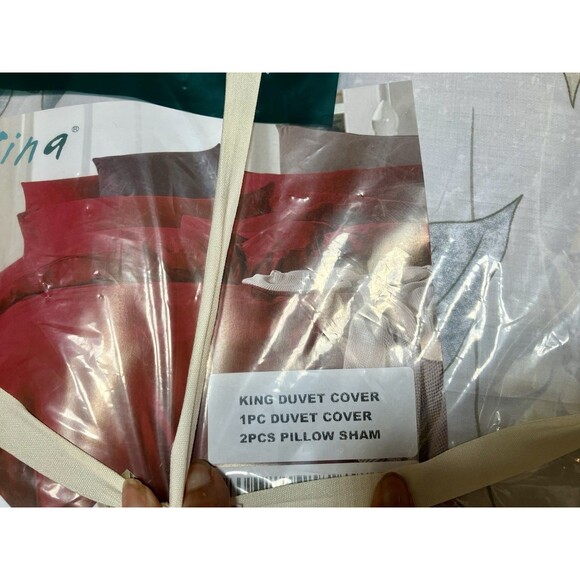 KING DUVET COVER
1PC DUVET COVER
2PCS PILLOW SHAM